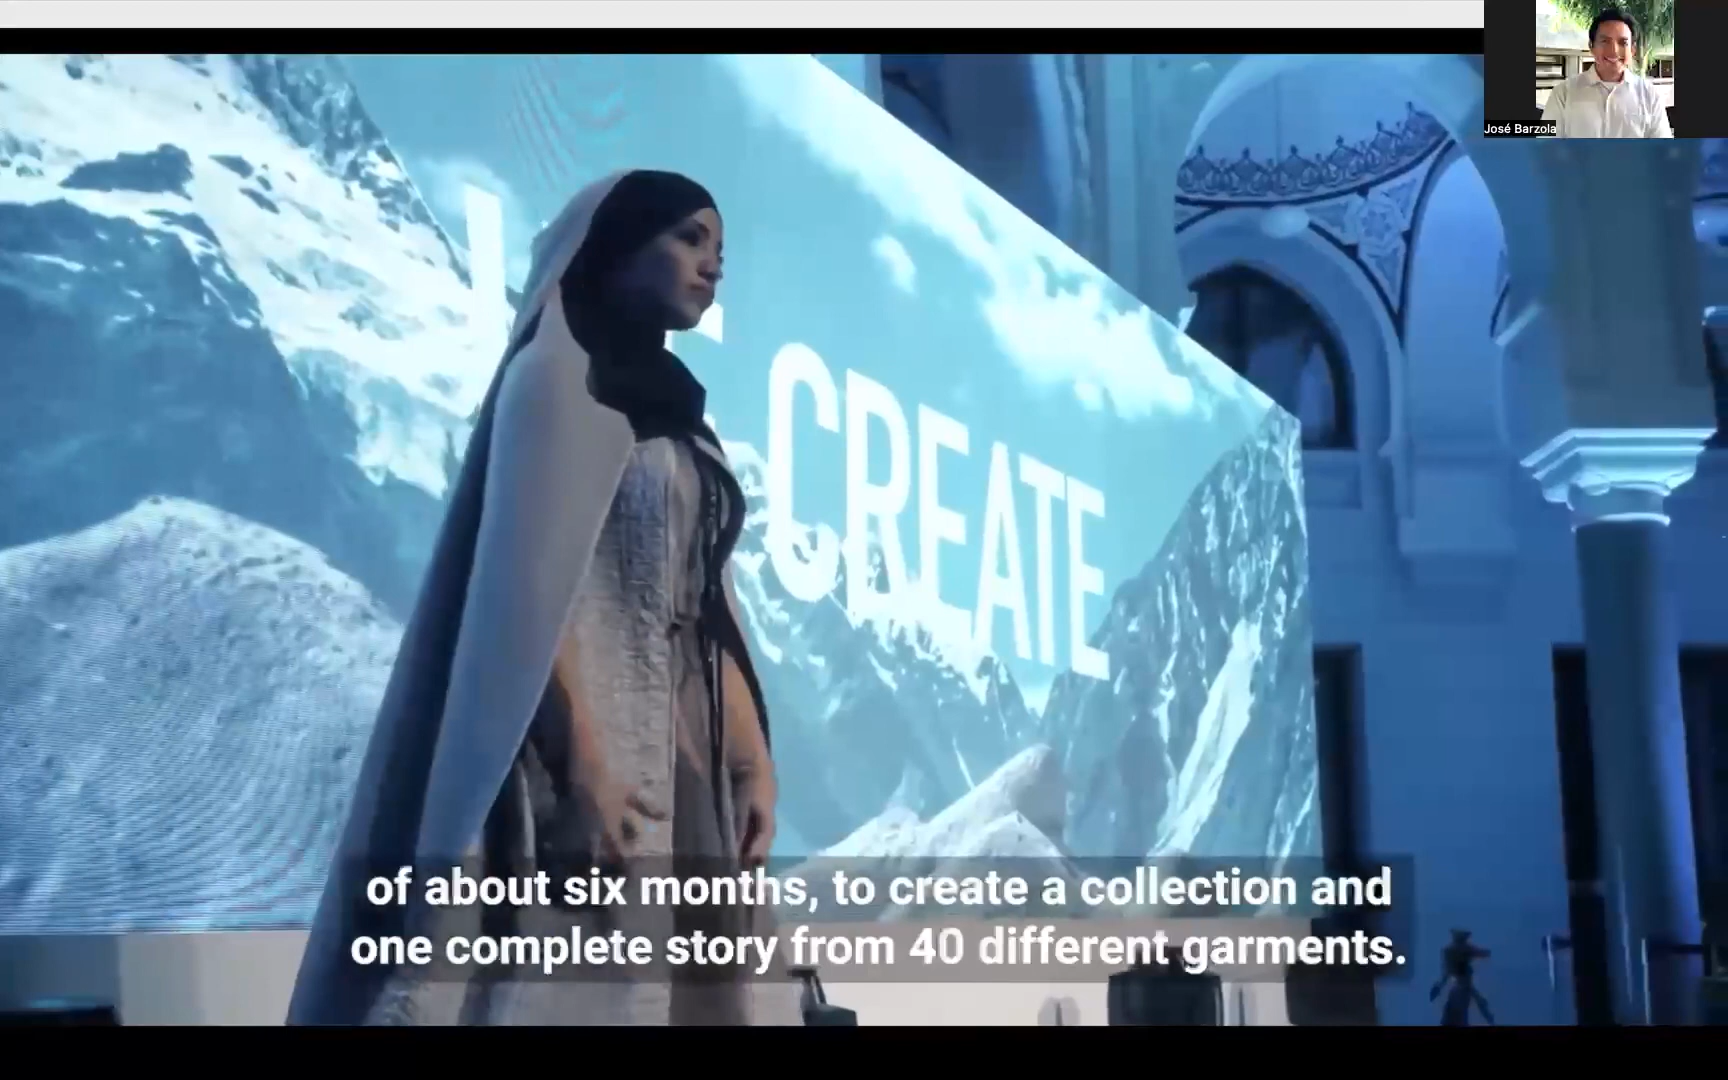 José Barzola
CREATE
of about six months, to create a collection and
one complete story from 40 different garments.